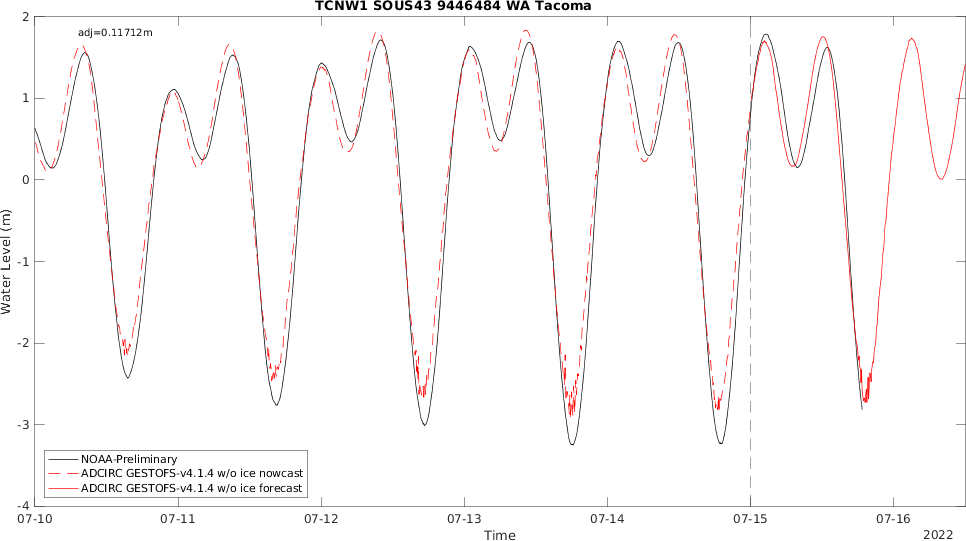 TCNW1 SOUS43 9446484 WA Tacoma
adj=0.11712m
2
1
0
-1
-2
-3
-4
Water Level (m)
NOAA-Preliminary
ADCIRC GESTOFS-v4.1.4 w/o ice nowcast
ADCIRC GESTOFS-v4.1.4 w/o ice forecast
07-10 07-11 07-12 07-13 07-14 07-15 07-16
Time
2022